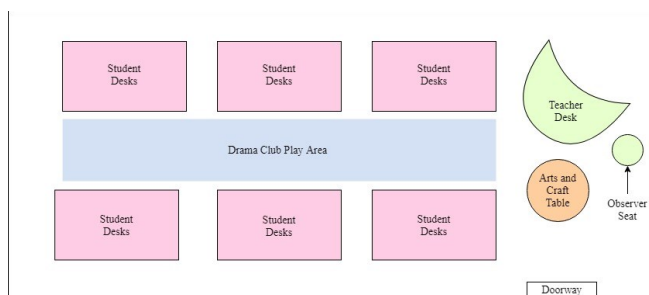 Student
Desks
Student
Desks
Student
Desks
Teacher
Desk
Drama Club Play Area
Arts and
Craft
Table
Observer
Seat
Student
Desks
Student
Desks
Student
Desks
Doorway